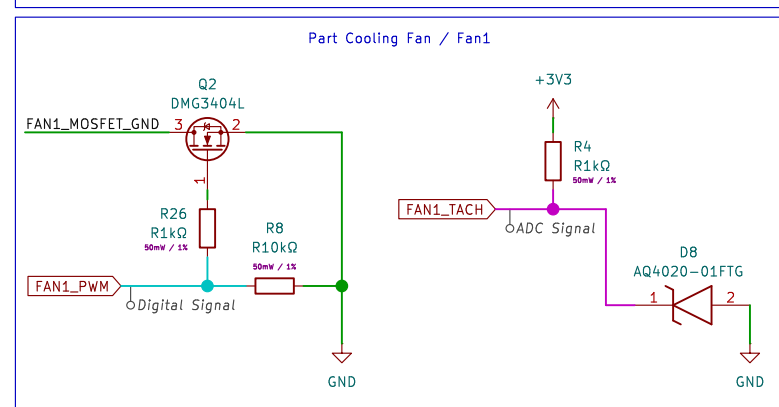 Part Cooling Fan / Fan1
Q2
DMG3404L
FAN1_MOSFET_GND
3
2
1
R26
R1kΩ
50mW / 1%
R8
R10kΩ
50mW / 1%
FAN1_PWM
Digital Signal
GND
+3V3
R4
R1kΩ
50mW / 1%
FAN1_TACH
ADC Signal
D8
AQ4020-01FTG
1
2
GND